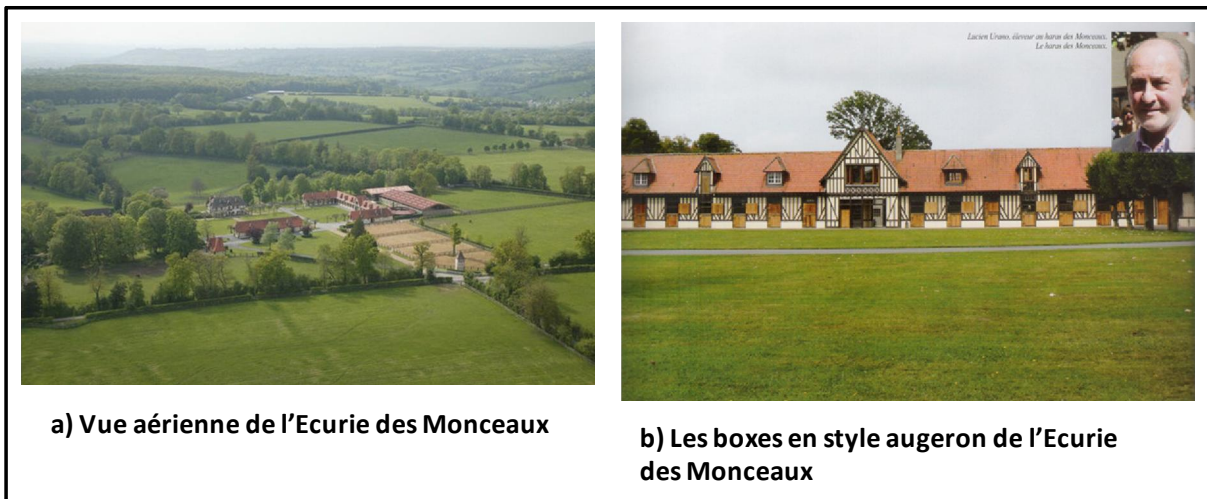 Lucien Urano, éleveur au haras des Monceaux.
Le haras des Monceaux.
a) Vue aérienne de l’Ecurie des Monceaux
b) Les boxes en style augeron de l’Ecurie
des Monceaux